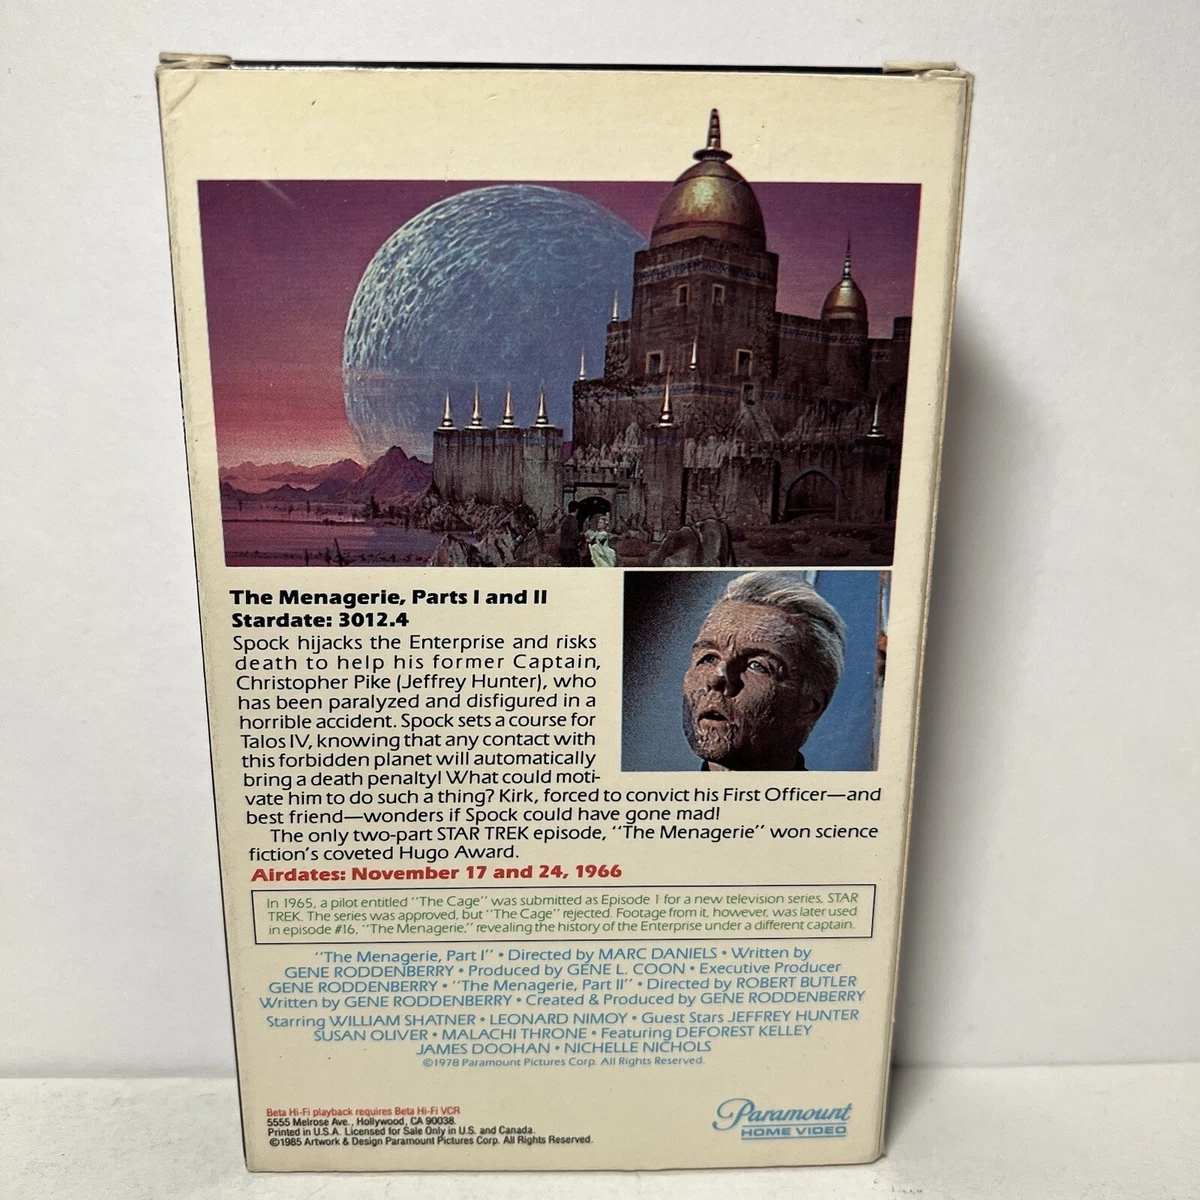 The Menagerie, Parts I and II
Stardate: 3012.4
Spock hijacks the Enterprise and risks
death to help his former Captain,
Christopher Pike (Jeffrey Hunter), who
has been paralyzed and disfigured in a
horrible accident. Spock sets a course for
Talos IV, knowing that any contact with
this forbidden planet will automatically
bring a death penalty! What could moti-
vate him to do such a thing? Kirk, forced to convict his First Officer—and
best friend—wonders if Spock could have gone mad!
The only two-part STAR TREK episode, "The Menagerie" won science
fiction's coveted Hugo Award.
Airdates: November 17 and 24, 1966
In 1965, a pilot entitled "The Cage" was submitted as Episode 1 for a new television series, STAR
TREK. The series was approved, but "The Cage" rejected. Footage from it, however, was later used
in episode #16, "The Menagerie," revealing the history of the Enterprise under a different captain.
"The Menagerie, Part I" • Directed by MARC DANIELS • Written by
GENE RODDENBERRY • Produced by GENE L. COON • Executive Producer
GENE RODDENBERRY • "The Menagerie, Part II" • Directed by ROBERT BUTLER
Written by GENE RODDENBERRY • Created & Produced by GENE RODDENBERRY
Starring WILLIAM SHATNER • LEONARD NIMOY • Guest Stars JEFFREY HUNTER
SUSAN OLIVER • MALACHI THRONE • Featuring DEFOREST KELLEY
JAMES DOOHAN • NICHELLE NICHOLS
©1978 Paramount Pictures Corp. All Rights Reserved.
Beta Hi-Fi playback requires Beta Hi-Fi VCR
5555 Melrose Ave., Hollywood, CA 90038.
Printed in U.S.A. Licensed for Sale Only in U.S. and Canada.
©1985 Artwork & Design Paramount Pictures Corp. All Rights Reserved.
Paramount
HOME VIDEO